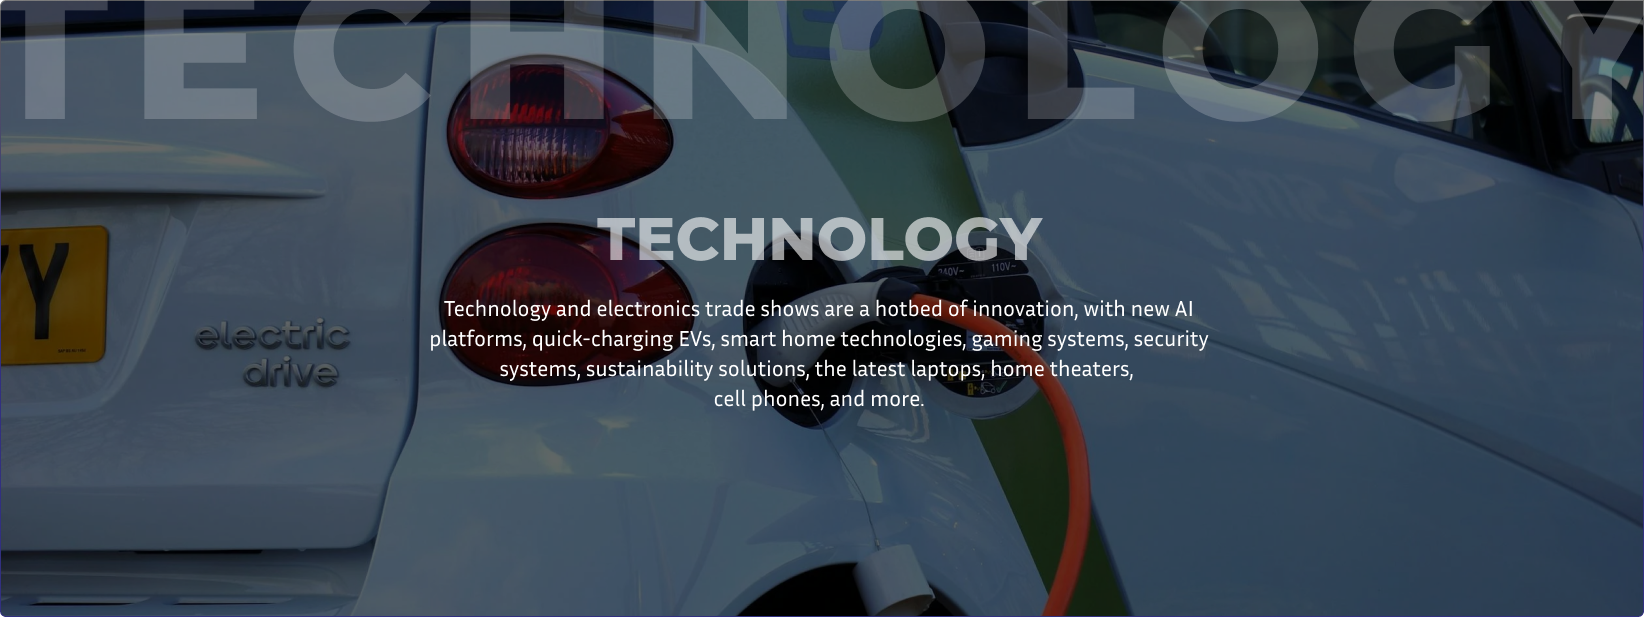 TECHNOLOGY
EV
TECHNOLOGY
240V~ 110V~
Technology and electronics trade shows are a hotbed of innovation, with new AI
platforms, quick-charging EVs, smart home technologies, gaming systems, security
systems, sustainability solutions, the latest laptops, home theaters,
cell phones, and more.
Y
electric
drive